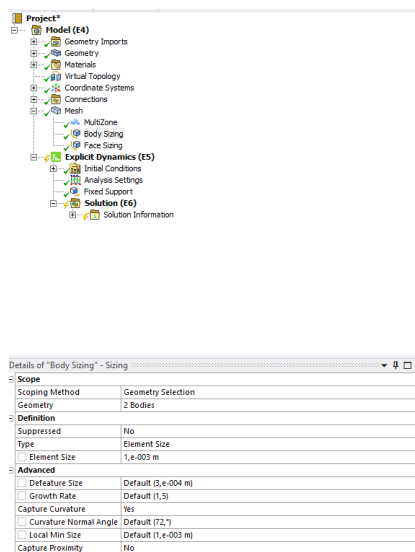 Project*
Model (E4)
Geometry Imports
Geometry
Materials
Virtual Topology
Coordinate Systems
Connections
Mesh
MultiZone
Body Sizing
Face Sizing
Explicit Dynamics (E5)
Initial Conditions
Analysis Settings
Fixed Support
Solution (E6)
Solution Information
Details of "Body Sizing" - Sizing
Scope
Scoping Method Geometry Selection
Geometry 2 Bodies
Definition
Suppressed No
Type Element Size
Element Size 1,e-003 m
Advanced
Defeature Size Default (3,e-004 m)
Growth Rate Default (1,5)
Capture Curvature Yes
Curvature Normal Angle Default (72,°)
Local Min Size Default (1,e-003 m)
Capture Proximity No